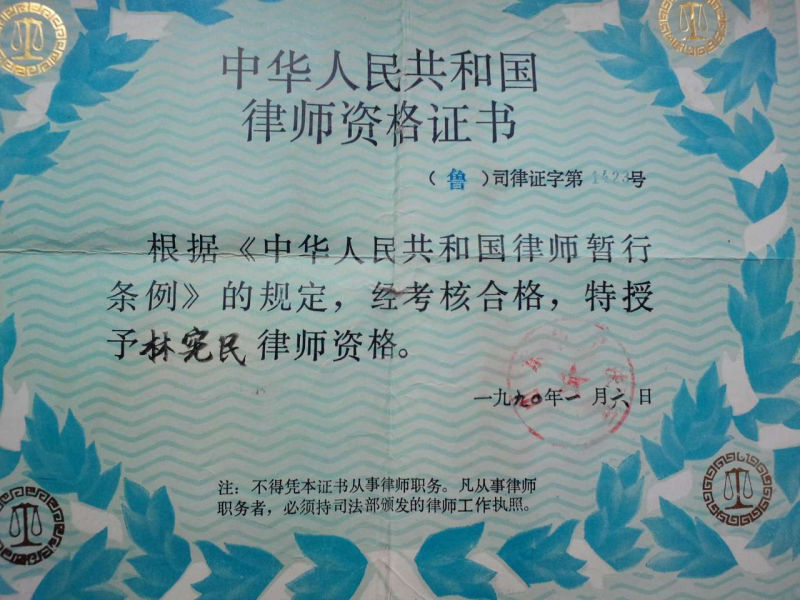 中华人民共和国
律师资格证书
（鲁）司律证字第1423号
根据《中华人民共和国律师暂行
条例》的规定，经考核合格，特授
予林宪民律师资格。
一九九〇年一月六日
注：不得凭本证书从事律师职务。凡从事律师
职务者，必须持司法部颁发的律师工作执照。